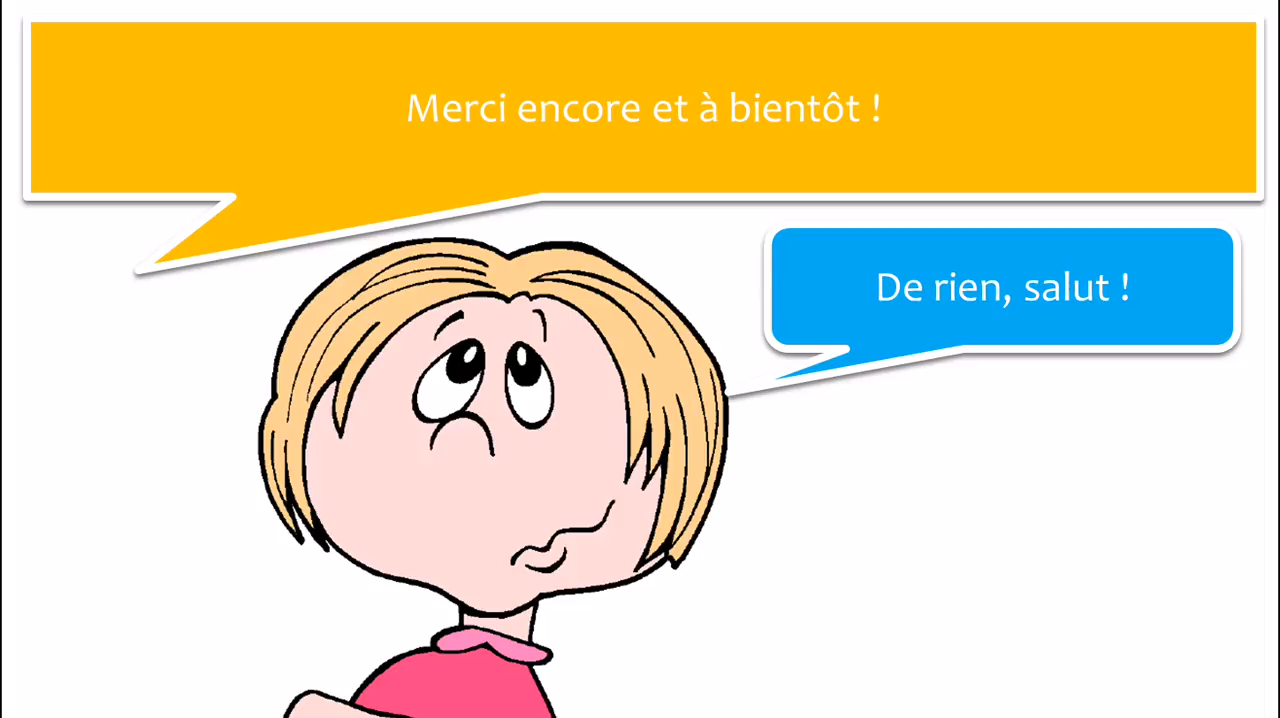 Merci encore et à bientôt !
De rien, salut !